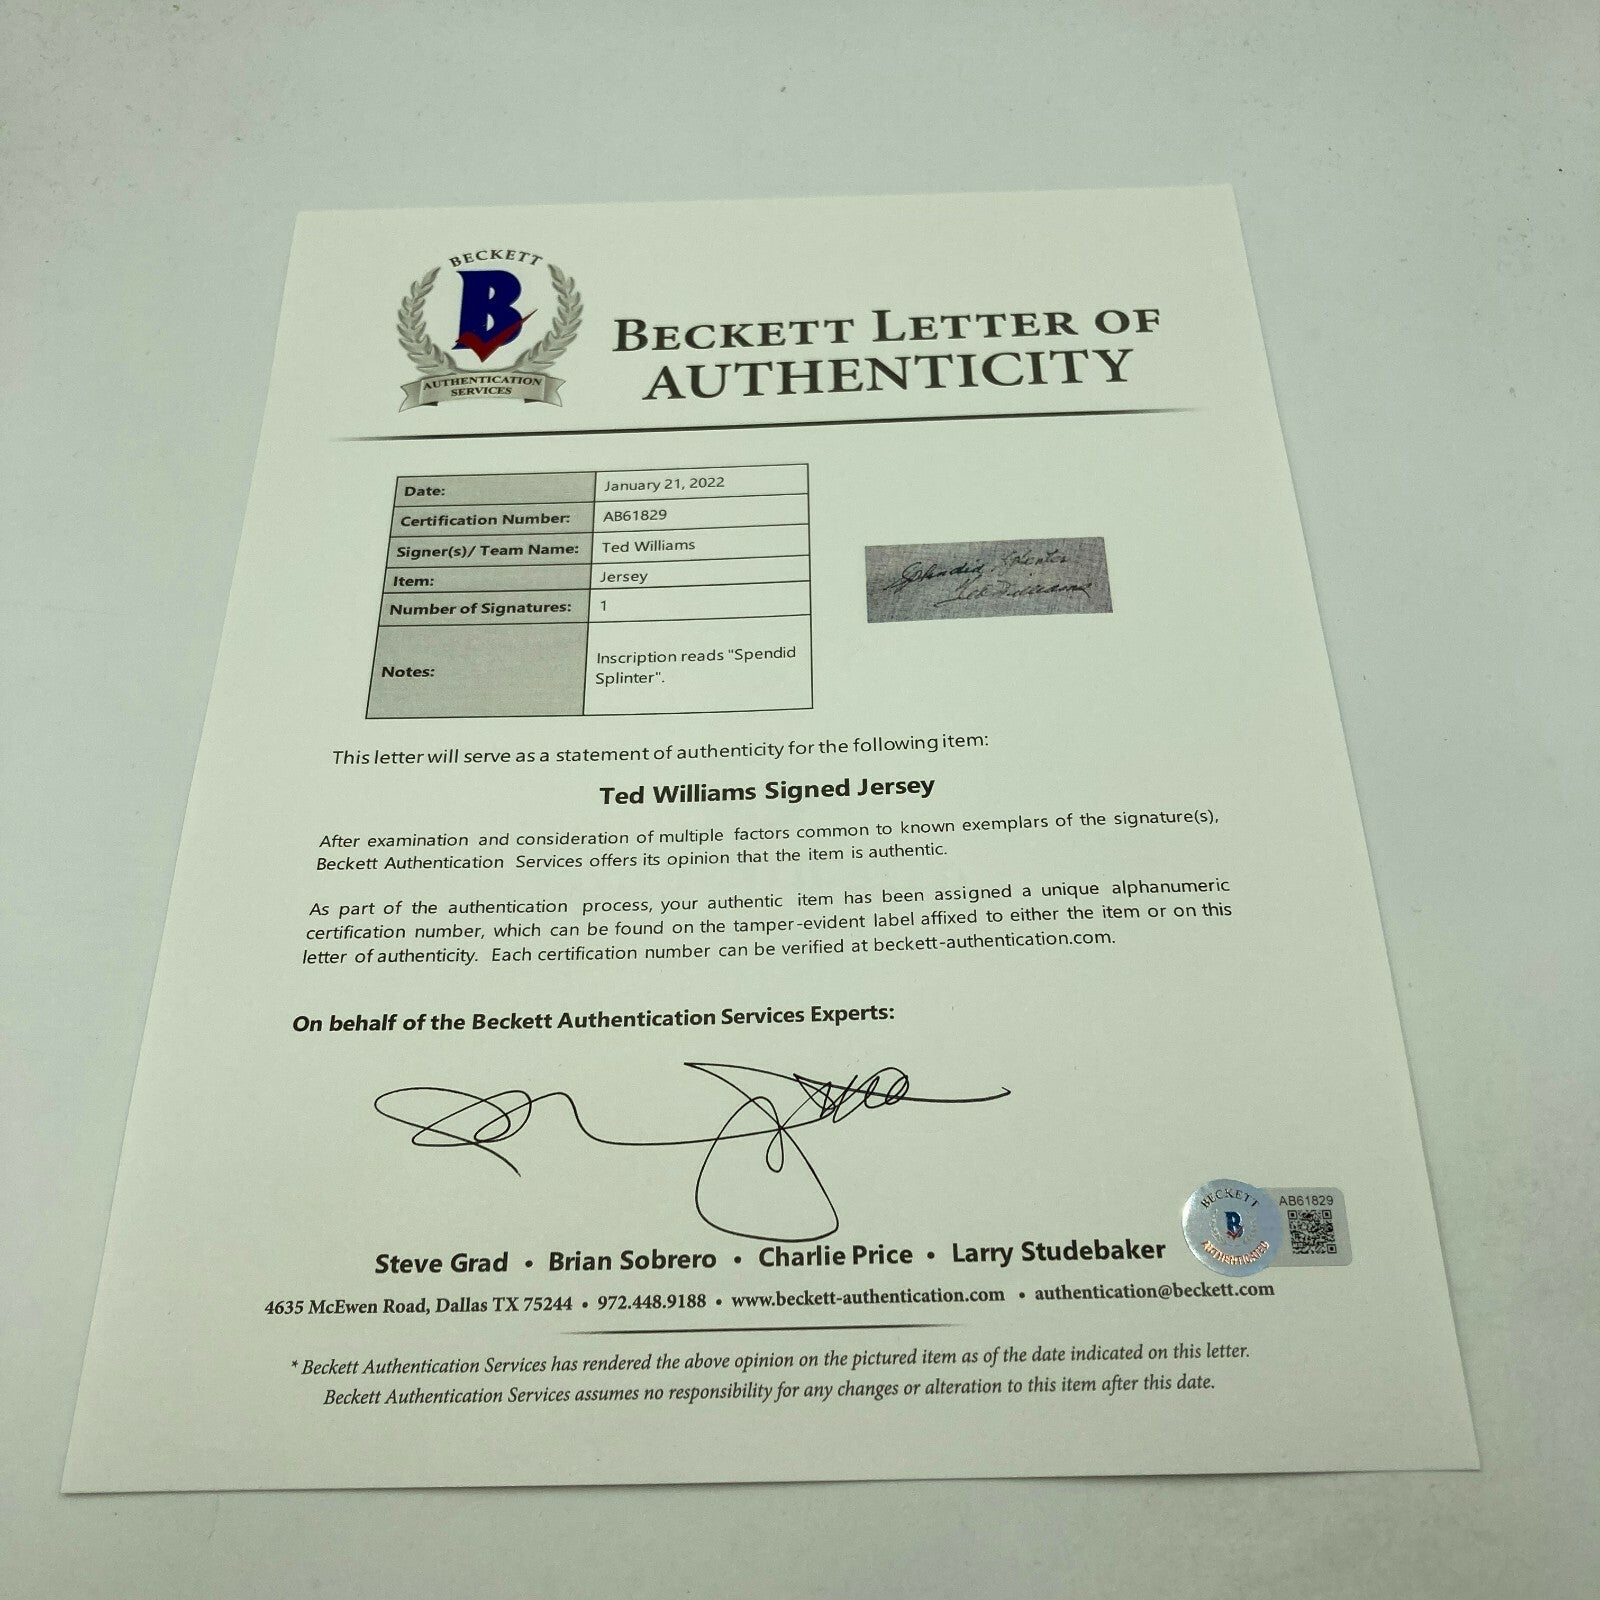 BECKETT
B
AUTHENTICATION
SERVICES
BECKETT LETTER OF
AUTHENTICITY
Date: January 21, 2022
Certification Number: AB61829
Signer(s)/ Team Name: Ted Williams
Item: Jersey
Number of Signatures: 1
Notes: Inscription reads "Spendid
Splinter".
Splendid Splinter
Ted Williams
This letter will serve as a statement of authenticity for the following item:
Ted Williams Signed Jersey
After examination and consideration of multiple factors common to known exemplars of the signature(s),
Beckett Authentication Services offers its opinion that the item is authentic.
As part of the authentication process, your authentic item has been assigned a unique alphanumeric
certification number, which can be found on the tamper-evident label affixed to either the item or on this
letter of authenticity. Each certification number can be verified at beckett-authentication.com.
On behalf of the Beckett Authentication Services Experts:
BECKETT
B
AUTHENTICATED
AB61829
Steve Grad • Brian Sobrero • Charlie Price • Larry Studebaker
4635 McEwen Road, Dallas TX 75244 • 972.448.9188 • www.beckett-authentication.com • authentication@beckett.com
* Beckett Authentication Services has rendered the above opinion on the pictured item as of the date indicated on this letter.
Beckett Authentication Services assumes no responsibility for any changes or alteration to this item after this date.